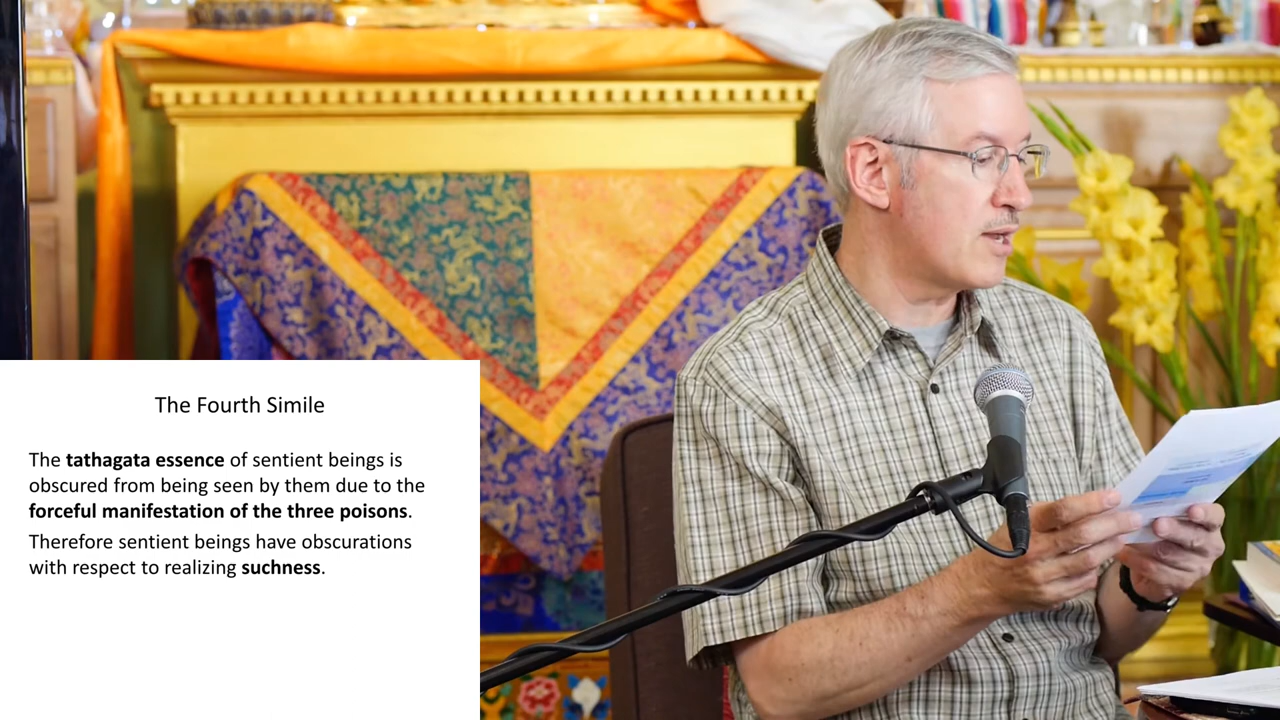 The Fourth Simile
The tathagata essence of sentient beings is
obscured from being seen by them due to the
forceful manifestation of the three poisons.
Therefore sentient beings have obscurations
with respect to realizing suchness.